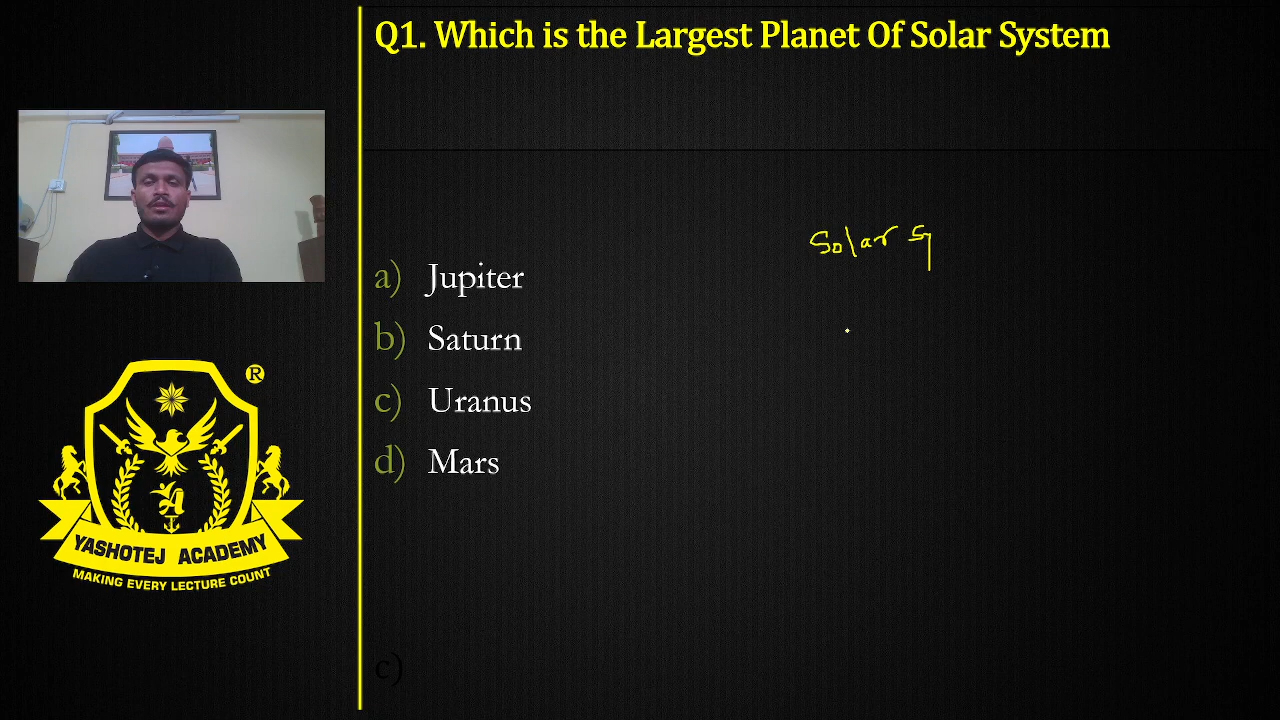 Q1. Which is the Largest Planet Of Solar System
Solar sy
a) Jupiter
b) Saturn
c) Uranus
d) Mars
®
A
YASHOTEJ ACADEMY
MAKING EVERY LECTURE COUNT
c)